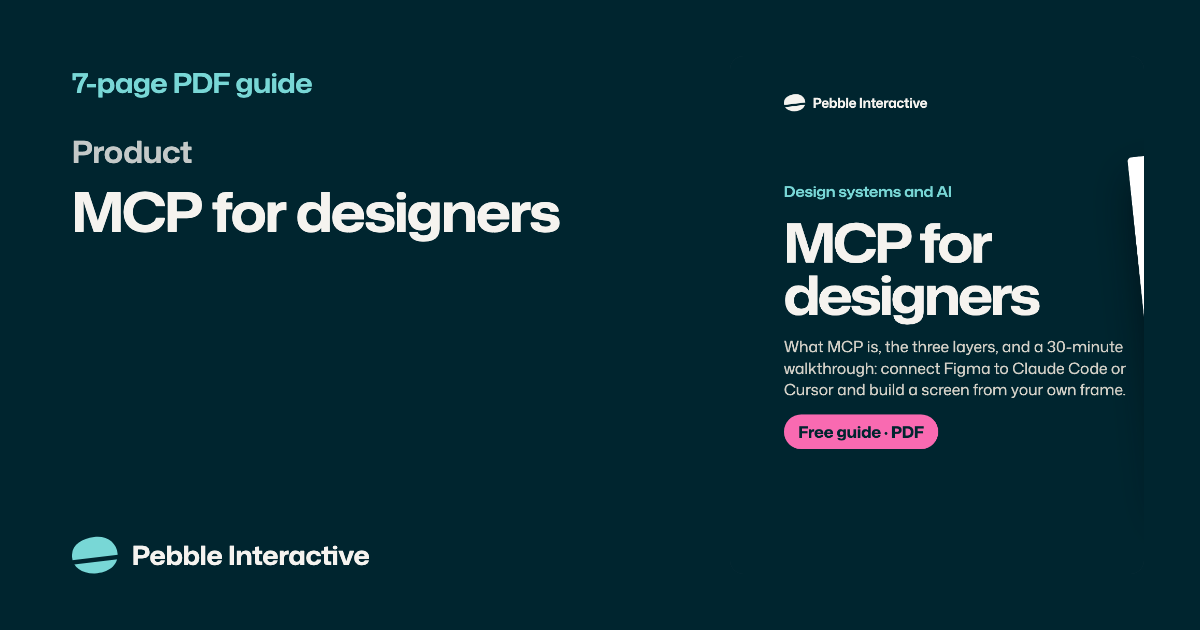 7-page PDF guide
Product
MCP for designers
Pebble Interactive
Pebble Interactive
Design systems and AI
MCP for
designers
What MCP is, the three layers, and a 30-minute
walkthrough: connect Figma to Claude Code or
Cursor and build a screen from your own frame.
Free guide · PDF